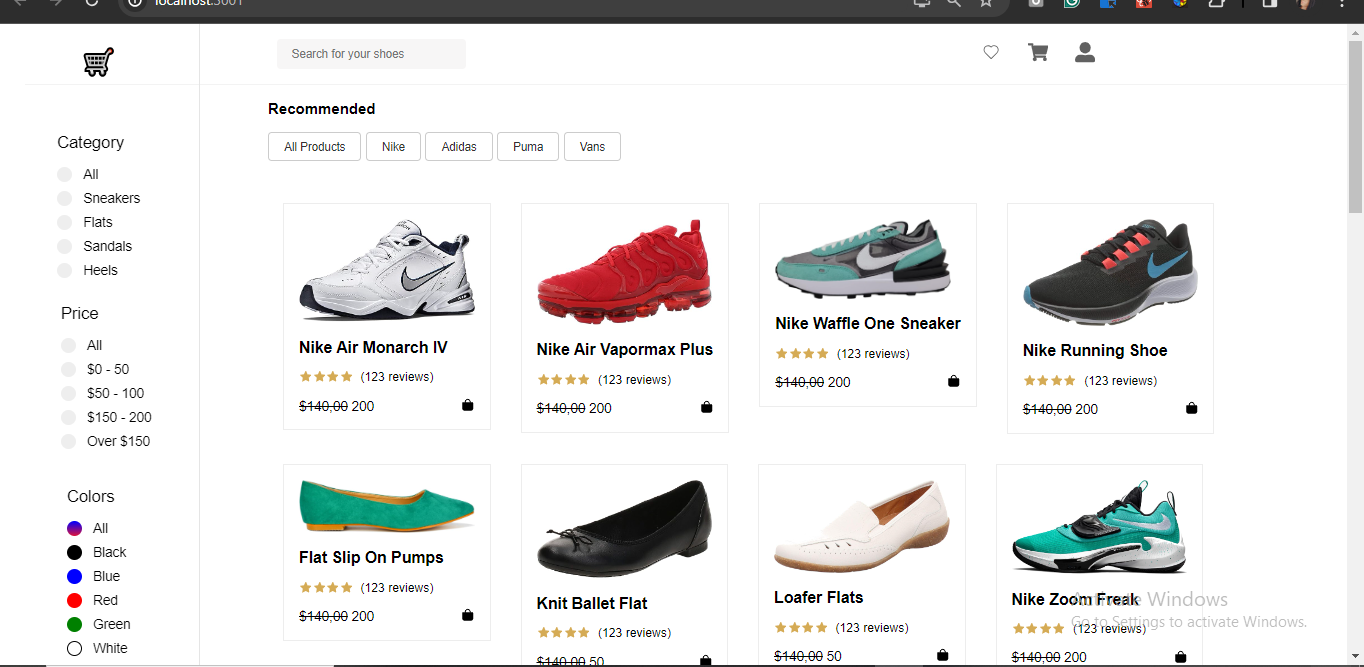 localhost:3001
Search for your shoes
Recommended
All Products Nike Adidas Puma Vans
Category
All
Sneakers
Flats
Sandals
Heels
Price
All
$0 - 50
$50 - 100
$150 - 200
Over $150
Colors
All
Black
Blue
Red
Green
White
Nike Air Monarch IV
(123 reviews)
$140,00 200
Nike Air Vapormax Plus
(123 reviews)
$140,00 200
Nike Waffle One Sneaker
(123 reviews)
$140,00 200
Nike Running Shoe
(123 reviews)
$140,00 200
Flat Slip On Pumps
(123 reviews)
$140,00 200
Knit Ballet Flat
(123 reviews)
$140,00 50
Loafer Flats
(123 reviews)
$140,00 50
Nike Zoom Freak
(123 reviews)
$140,00 200
Activate Windows
Go to Settings to activate Windows.